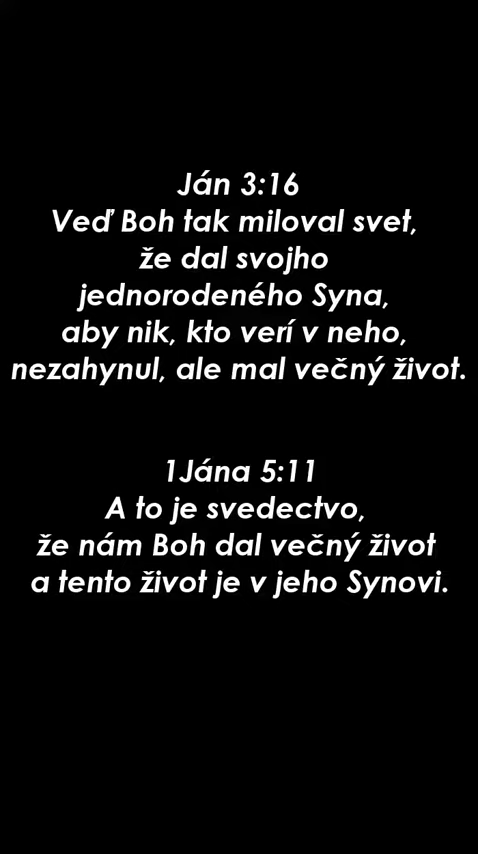 Ján 3:16
Veď Boh tak miloval svet,
že dal svojho
jednorodeného Syna,
aby nik, kto verí v neho,
nezahynul, ale mal večný život.
1Jána 5:11
A to je svedectvo,
že nám Boh dal večný život
a tento život je v jeho Synovi.